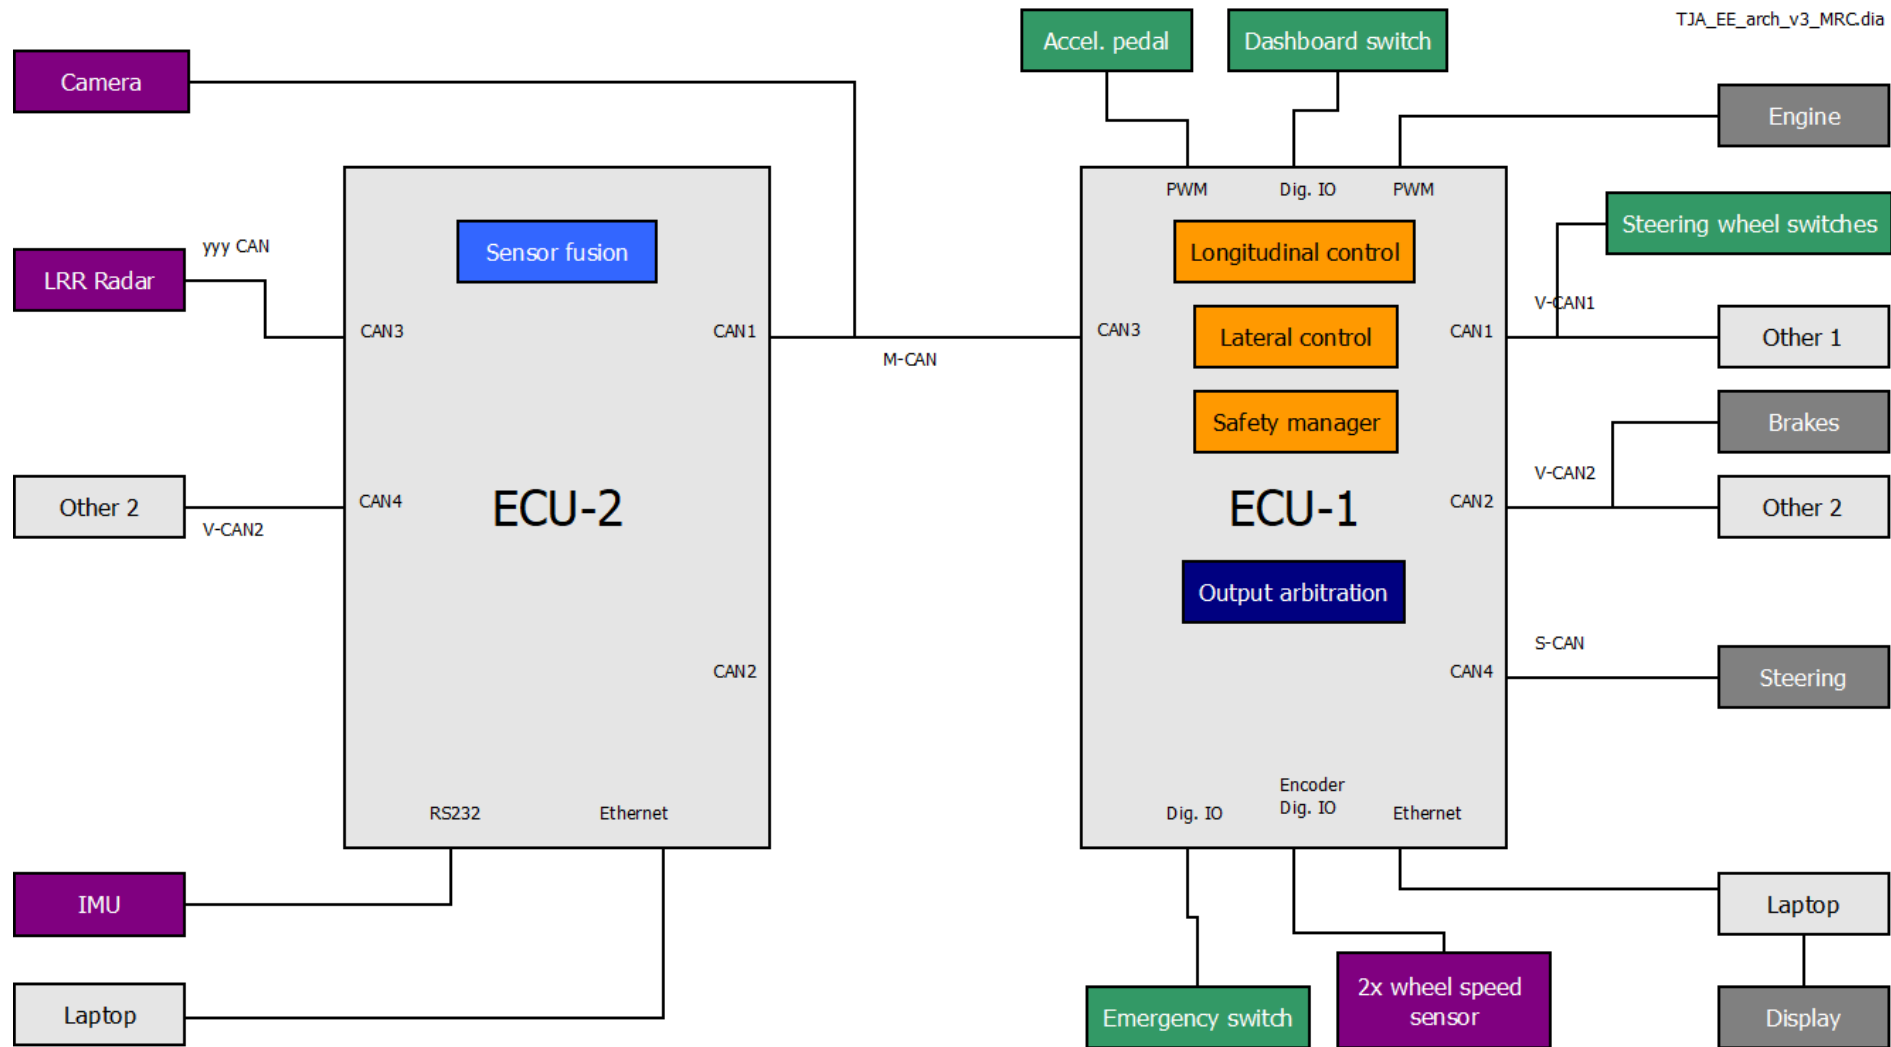 TJA_EE_arch_v3_MRC.dia
Accel. pedal
Dashboard switch
Camera
Engine
PWM
Dig. IO
PWM
Steering wheel switches
yyy CAN
Sensor fusion
Longitudinal control
LRR Radar
V-CAN1
CAN3
CAN1
CAN3
Lateral control
CAN1
Other 1
M-CAN
Safety manager
Brakes
V-CAN2
Other 2
CAN4
ECU-2
ECU-1
CAN2
Other 2
V-CAN2
Output arbitration
S-CAN
CAN2
CAN4
Steering
RS232
Ethernet
Dig. IO
Encoder
Dig. IO
Ethernet
IMU
Laptop
Laptop
Emergency switch
2x wheel speed
sensor
Display